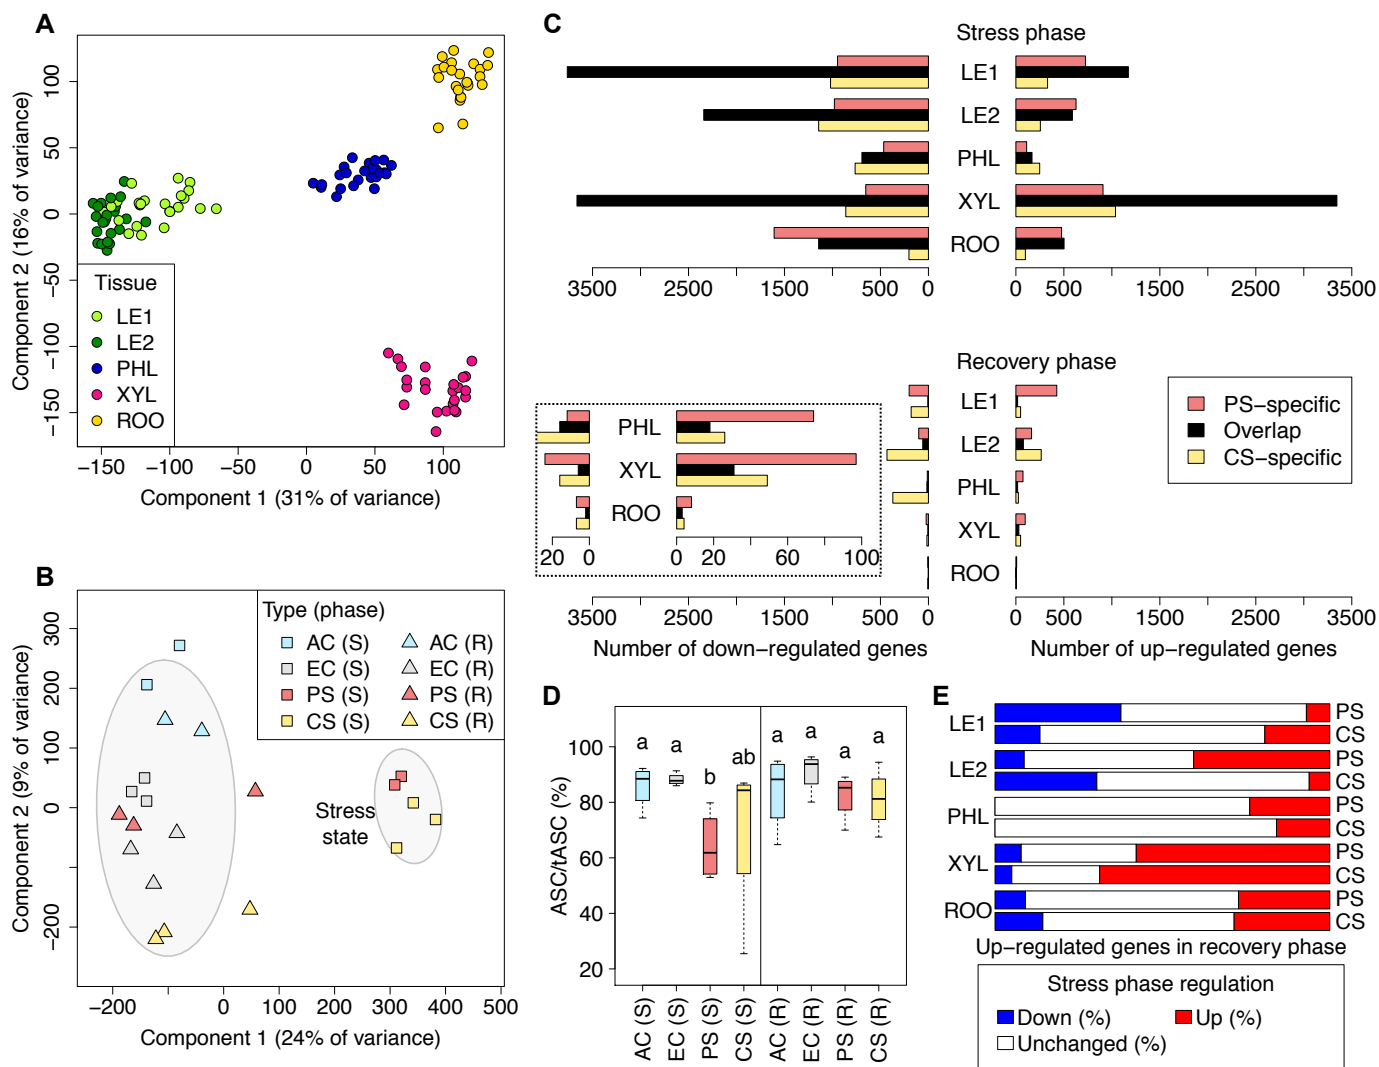 A
Component 2 (16% of variance)
100
50
0
−50
−100
−150
Tissue
LE1
LE2
PHL
XYL
ROO
−150
−50
0
50
100
Component 1 (31% of variance)
B
Component 2 (9% of variance)
300
200
100
0
−200
Type (phase)
AC (S)
AC (R)
EC (S)
EC (R)
PS (S)
PS (R)
CS (S)
CS (R)
Stress
state
−200
0
100
200
300
400
500
Component 1 (24% of variance)
C
Stress phase
LE1
LE2
PHL
XYL
ROO
3500
2500
1500
500
0
0
500
1500
2500
3500
Recovery phase
LE1
LE2
PHL
XYL
ROO
PS−specific
Overlap
CS−specific
PHL
XYL
ROO
20
0
0
20
60
100
3500
2500
1500
500
0
0
500
1500
2500
3500
Number of down−regulated genes
Number of up−regulated genes
D
ASC/tASC (%)
100
80
60
40
20
a
a
b
ab
a
a
a
a
AC (S)
EC (S)
PS (S)
CS (S)
AC (R)
EC (R)
PS (R)
CS (R)
E
LE1
PS
CS
LE2
PS
CS
PHL
PS
CS
XYL
PS
CS
ROO
PS
CS
Up−regulated genes in recovery phase
Stress phase regulation
Down (%)
Up (%)
Unchanged (%)